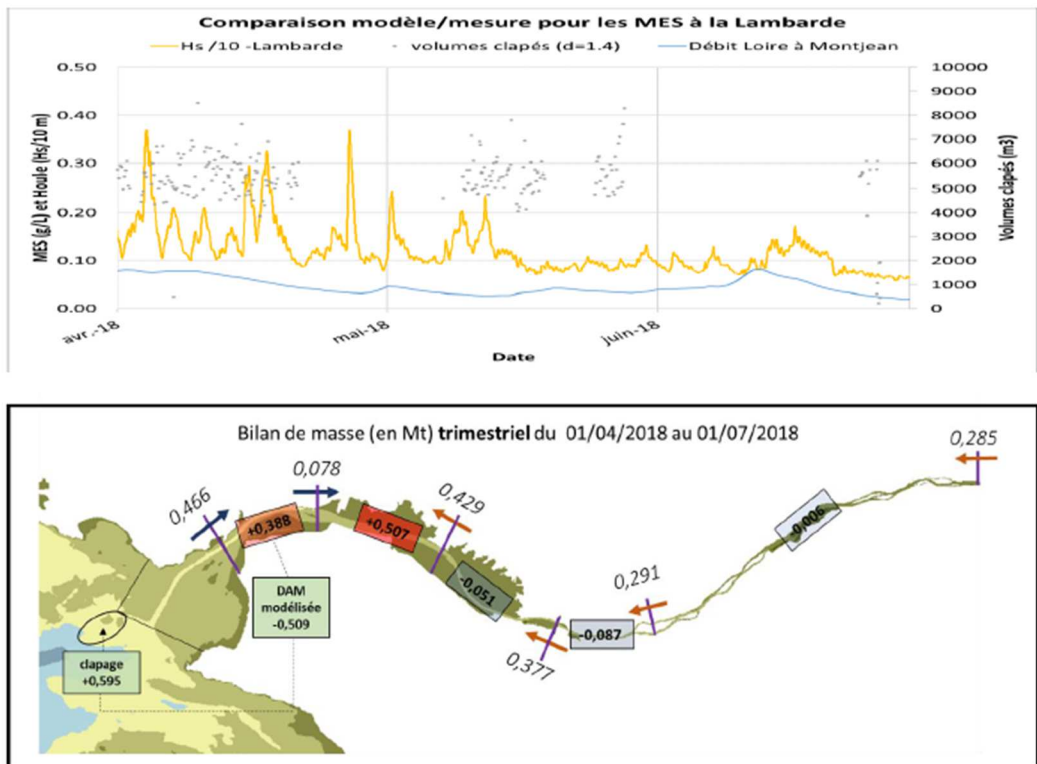 Comparaison modèle/mesure pour les MES à la Lambarde
Hs /10 -Lambarde
volumes clapés (d=1.4)
Débit Loire à Montjean
0.50
0.40
0.30
0.20
0.10
0.00
MES (g/L) et Houle (Hs/10 m)
10000
9000
8000
7000
6000
5000
4000
3000
2000
1000
0
Volumes clapés (m3)
avr.-18
mai-18
juin-18
Date
Bilan de masse (en Mt) trimestriel du 01/04/2018 au 01/07/2018
0,466
+0,388
0,078
+0,507
0,429
-0,051
0,377
-0,087
0,291
-0,006
0,285
DAM
modélisée
-0,509
clapage
+0,595